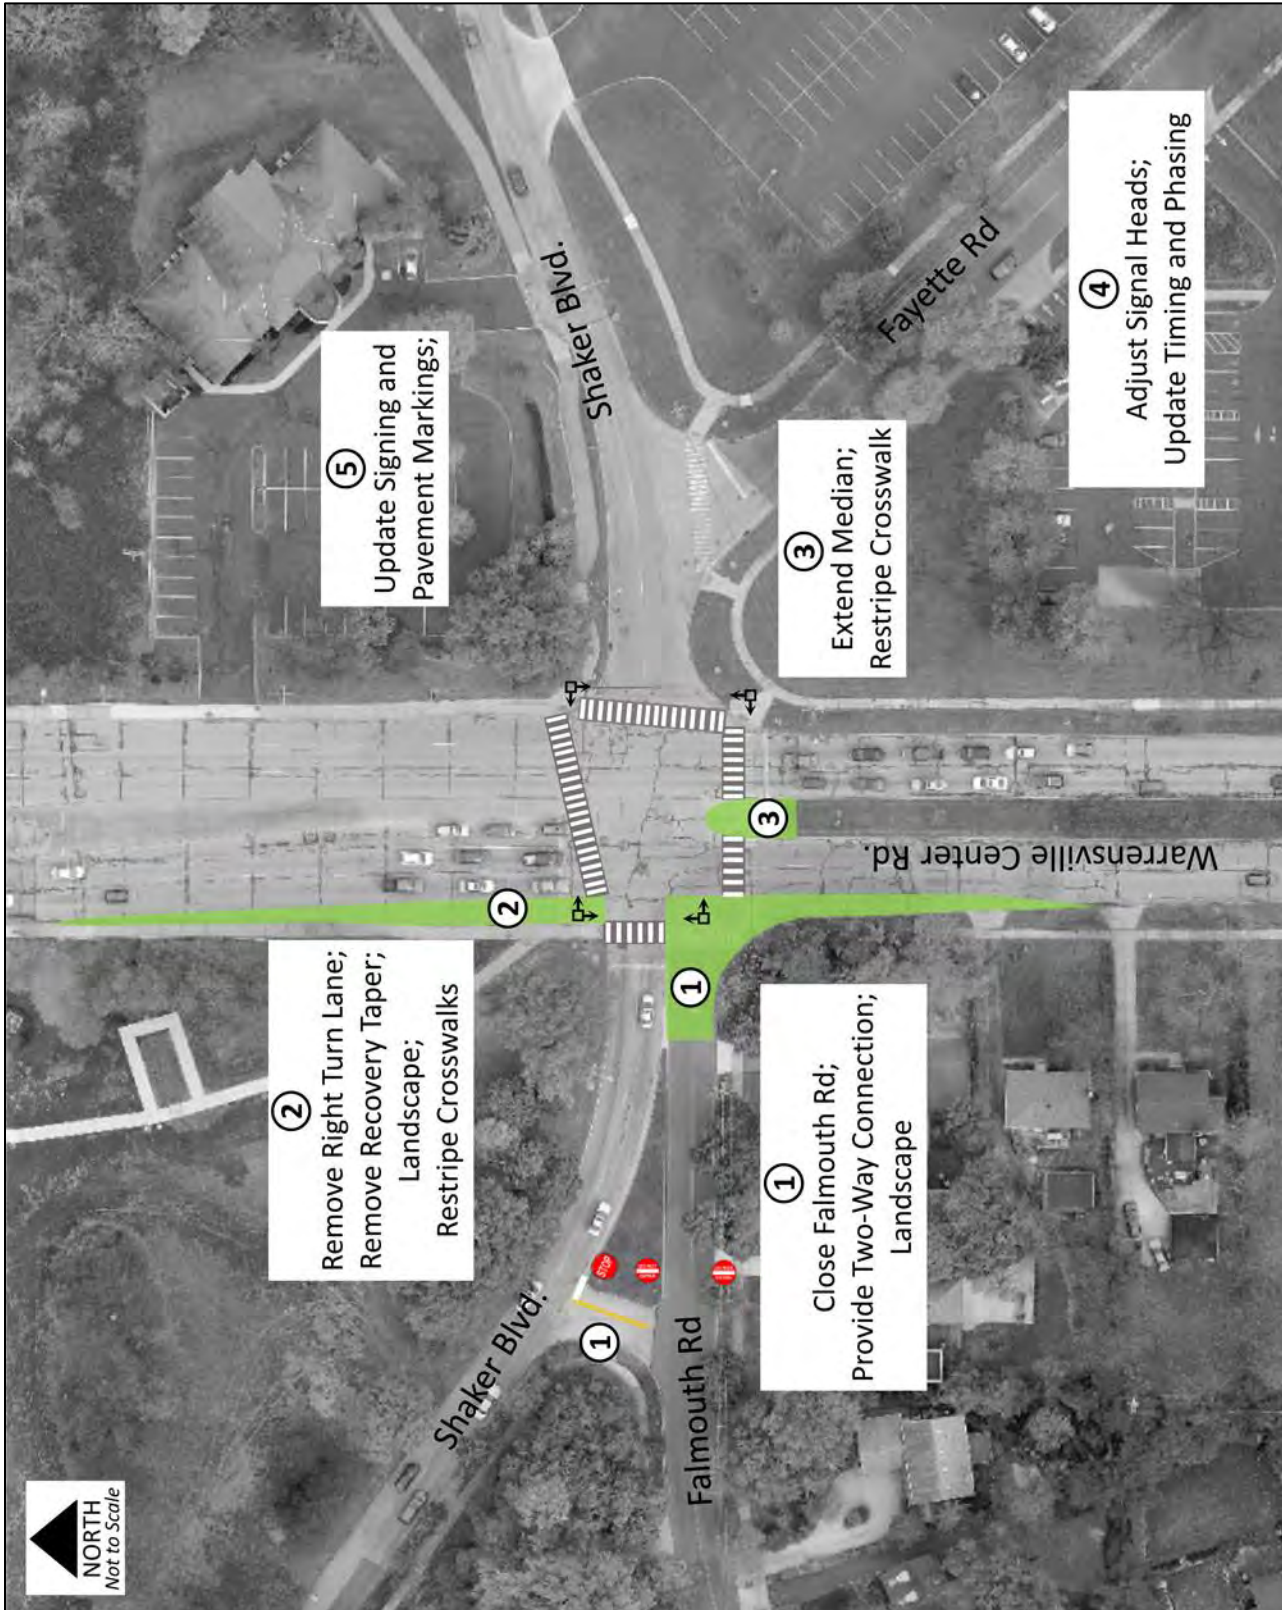 NORTH
Not to Scale
②
Remove Right Turn Lane;
Remove Recovery Taper;
Landscape;
Restripe Crosswalks
⑤
Update Signing and
Pavement Markings;
Shaker Blvd.
Shaker Blvd.
②
①
STOP
①
③
Falmouth Rd
Warrensville Center Rd.
Fayette Rd
①
Close Falmouth Rd;
Provide Two-Way Connection;
Landscape
③
Extend Median;
Restripe Crosswalk
④
Adjust Signal Heads;
Update Timing and Phasing